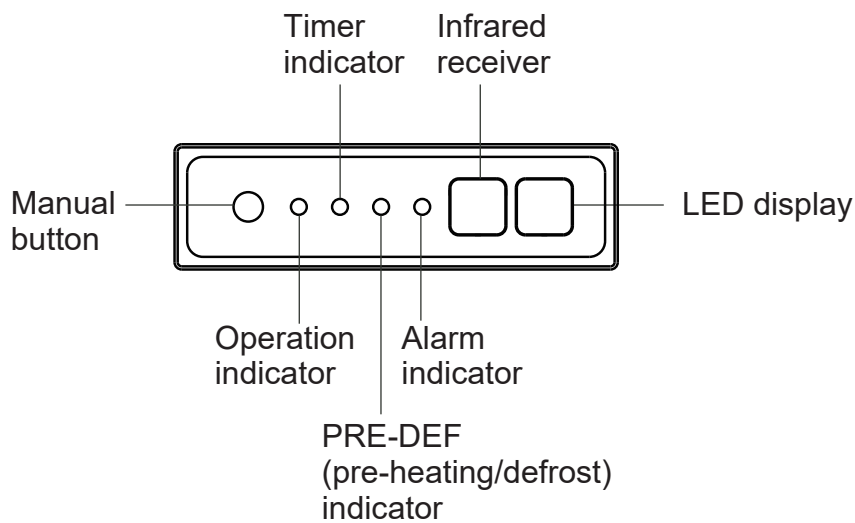 Timer
indicator
Infrared
receiver
Manual
button
LED display
Operation
indicator
Alarm
indicator
PRE-DEF
(pre-heating/defrost)
indicator